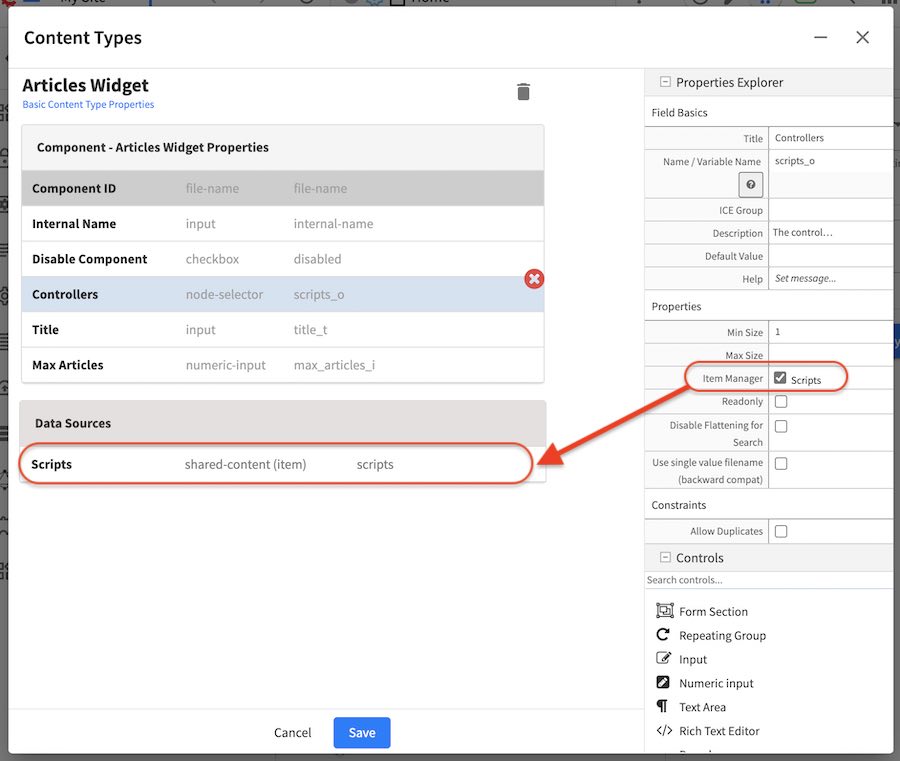 My Site
Home
Content Types
Articles Widget
Basic Content Type Properties
Component - Articles Widget Properties
Component ID file-name file-name
Internal Name input internal-name
Disable Component checkbox disabled
Controllers node-selector scripts_o
Title input title_t
Max Articles numeric-input max_articles_i
Data Sources
Scripts shared-content (item) scripts
Cancel Save
Properties Explorer
Field Basics
Title Controllers
Name / Variable Name scripts_o
ICE Group
Description The control…
Default Value
Help Set message...
Properties
Min Size 1
Max Size
Item Manager Scripts
Readonly
Disable Flattening for
Search
Use single value filename
(backward compat)
Constraints
Allow Duplicates
Controls
Search controls...
Form Section
Repeating Group
Input
Numeric input
Text Area
Rich Text Editor